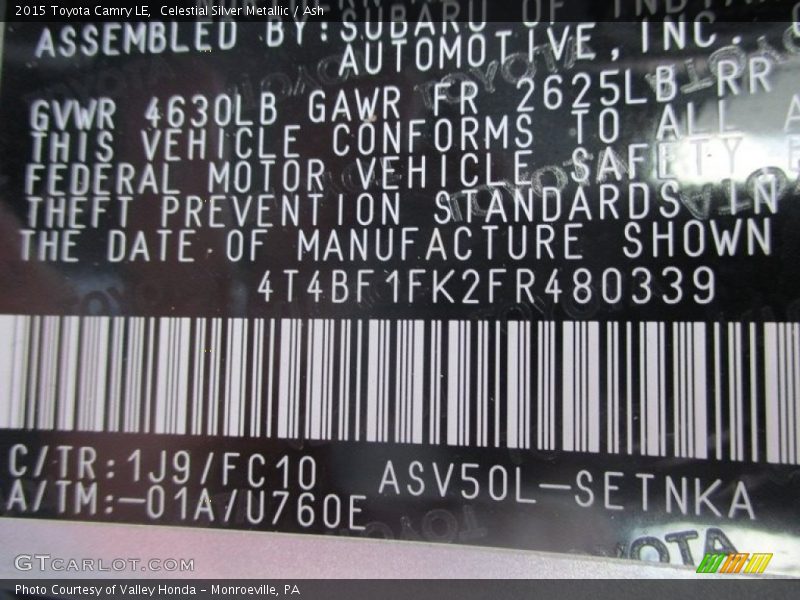 2015 Toyota Camry LE,  Celestial Silver Metallic / Ash
ASSEMBLED BY:SUBARU OF INDIANA
AUTOMOTIVE,INC.
GVWR 4630LB GAWR FR 2625LB RR
THIS VEHICLE CONFORMS TO ALL A
FEDERAL MOTOR VEHICLE SAFETY
THEFT PREVENTION STANDARDS IN
THE DATE OF MANUFACTURE SHOWN
4T4BF1FK2FR480339
C/TR:1J9/FC10 ASV50L-SETNKA
A/TM:-01A/U760E
TOYOTA
GTCARLOT.COM
Photo Courtesy of Valley Honda - Monroeville, PA